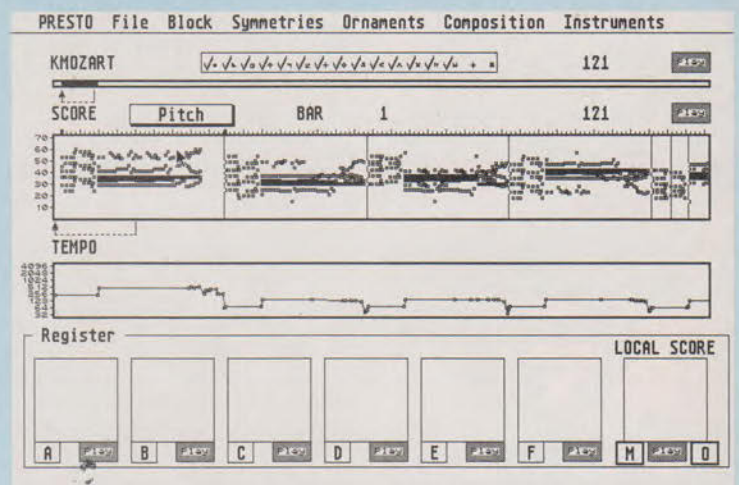 PRESTO File Block Symmetries Ornaments Composition Instruments
KMOZART 121 Play
SCORE Pitch BAR 1 121 Play
70
60
50
40
30
20
10
TEMPO
Register
LOCAL SCORE
A Play B Play C Play D Play E Play F Play M Play O